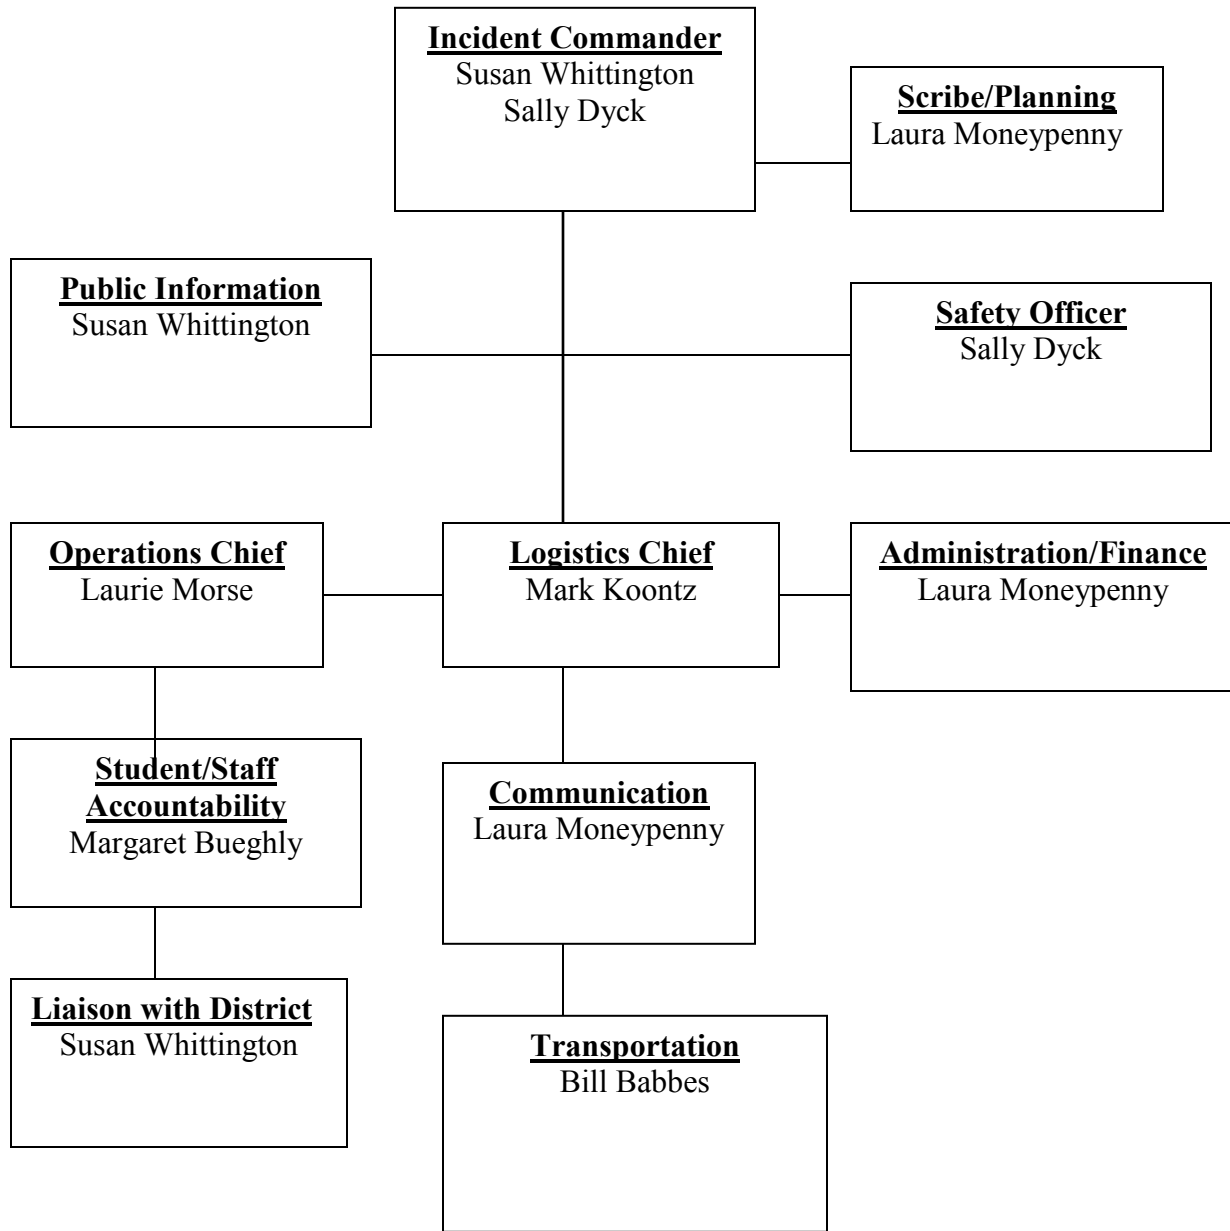 Incident Commander
Susan Whittington
Sally Dyck
Scribe/Planning
Laura Moneypenny
Public Information
Susan Whittington
Safety Officer
Sally Dyck
Operations Chief
Laurie Morse
Logistics Chief
Mark Koontz
Administration/Finance
Laura Moneypenny
Student/Staff
Accountability
Margaret Bueghly
Communication
Laura Moneypenny
Liaison with District
Susan Whittington
Transportation
Bill Babbes